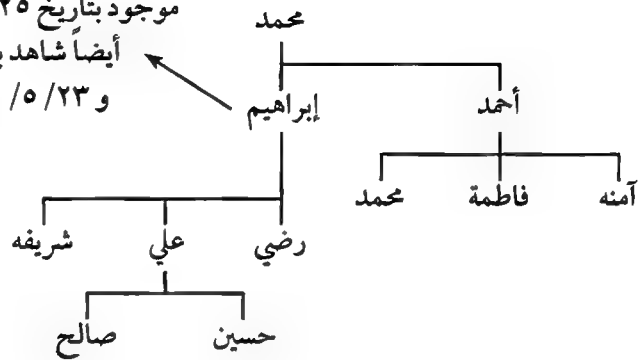 موجود بتاريخ ٢٥
أيضاً شاهد
و ٢٣/ ٥/
محمد
إبراهيم أحمد
آمنه فاطمة محمد
رضي علي شريفه
حسين صالح